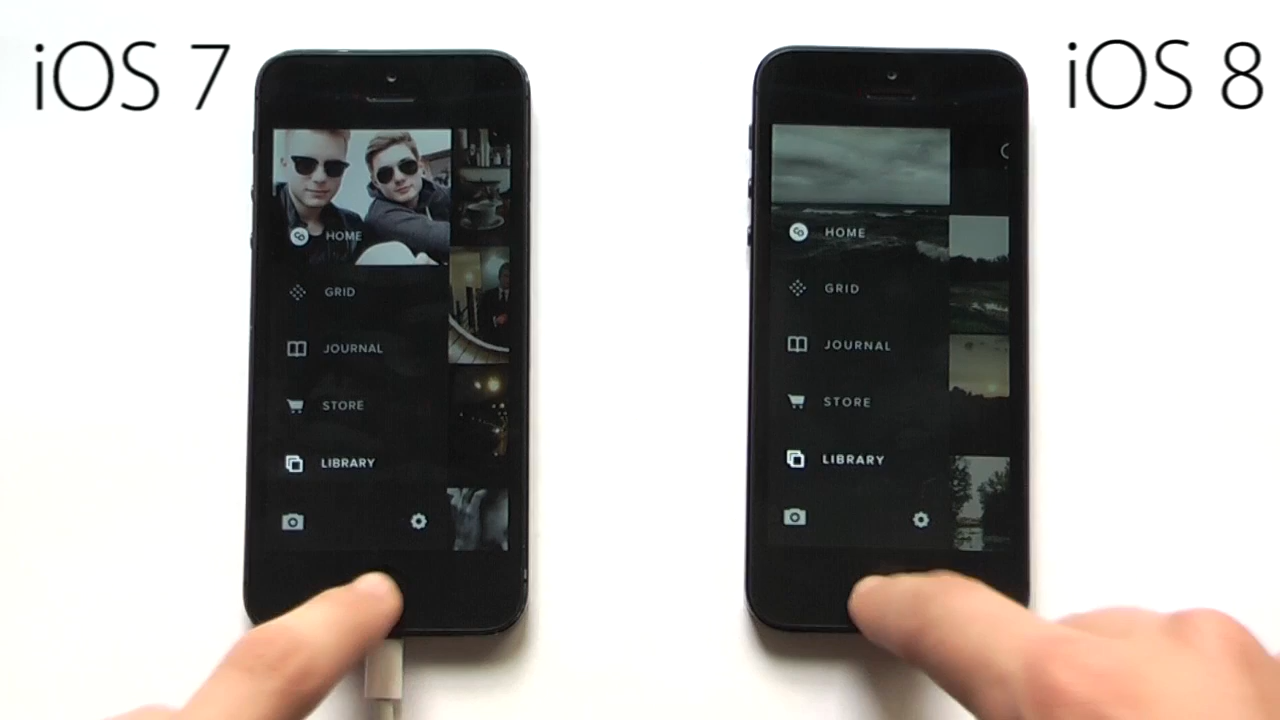 iOS 7
HOME
GRID
JOURNAL
STORE
LIBRARY
iOS 8
HOME
GRID
JOURNAL
STORE
LIBRARY